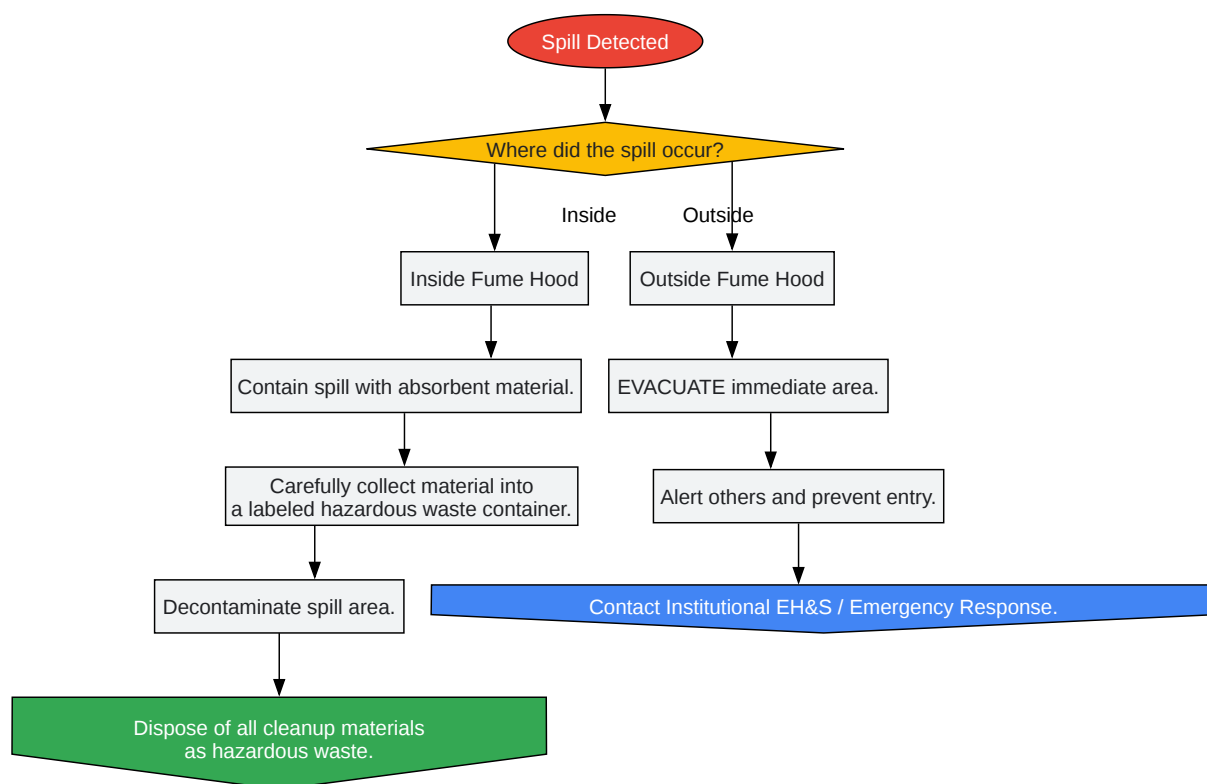 Spill Detected
Where did the spill occur?
Inside
Outside
Inside Fume Hood
Outside Fume Hood
Contain spill with absorbent material.
EVACUATE immediate area.
Carefully collect material into
a labeled hazardous waste container.
Alert others and prevent entry.
Decontaminate spill area.
Contact Institutional EH&S / Emergency Response.
Dispose of all cleanup materials
as hazardous waste.